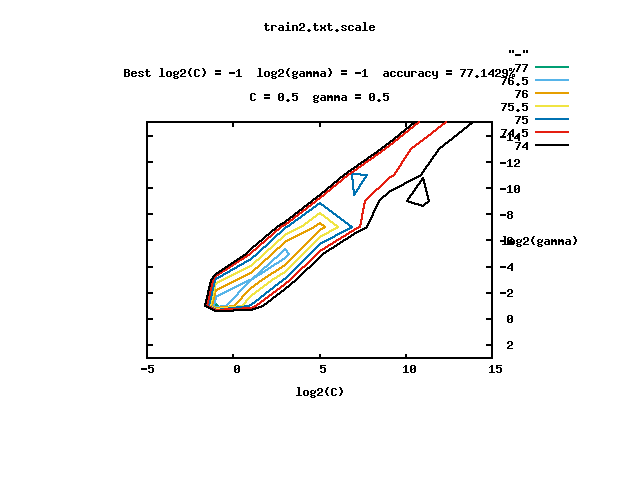 train2.txt.scale
"-"
Best log2(C) = -1  log2(gamma) = -1  accuracy = 77.1429%
77
76.5
C = 0.5  gamma = 0.5
76
75.5
75
74.5
-14
74
-12
-10
-8
-6
log2(gamma)
-4
-2
0
2
-5 0 5 10 15
log2(C)